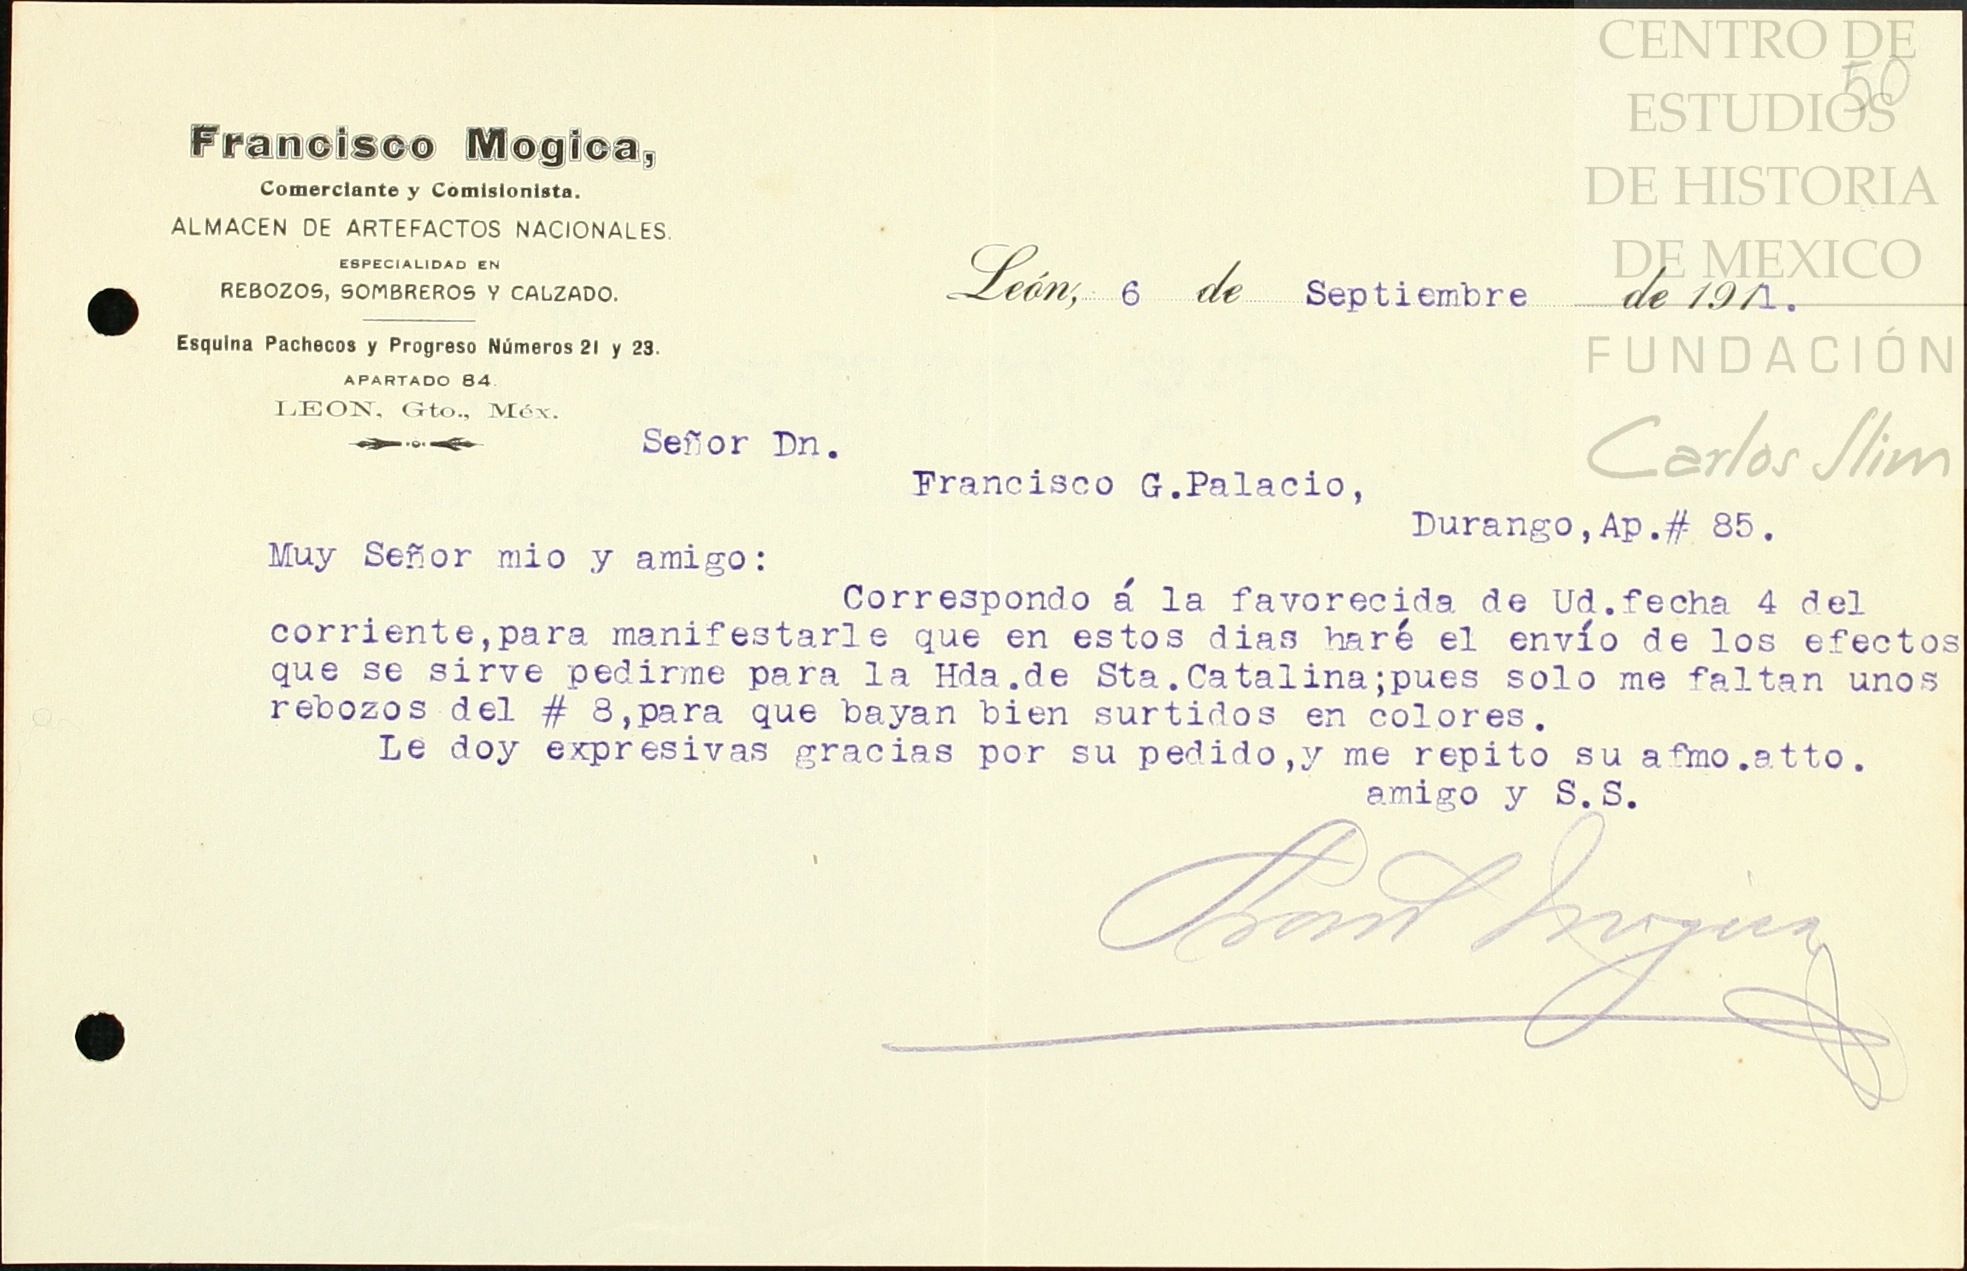 CENTRO DE
50
ESTUDIOS
DE HISTORIA
DE MEXICO
FUNDACIÓN
Carlos Slim
Francisco Mogica,
Comerciante y Comisionista.
ALMACEN DE ARTEFACTOS NACIONALES.
ESPECIALIDAD EN
REBOZOS, SOMBREROS Y CALZADO.
Esquina Pachecos y Progreso Números 21 y 23.
APARTADO 84.
LEON, Gto., Méx.
León, 6 de Septiembre de 1911.
Señor Dn.
Francisco G.Palacio,
Durango,Ap.# 85.
Muy Señor mio y amigo:
Correspondo á la favorecida de Ud.fecha 4 del
corriente,para manifestarle que en estos dias haré el envío de los efectos
que se sirve pedirme para la Hda.de Sta.Catalina;pues solo me faltan unos
rebozos del # 8,para que bayan bien surtidos en colores.
Le doy expresivas gracias por su pedido,y me repito su afmo.atto.
amigo y S.S.
Franco Mogica